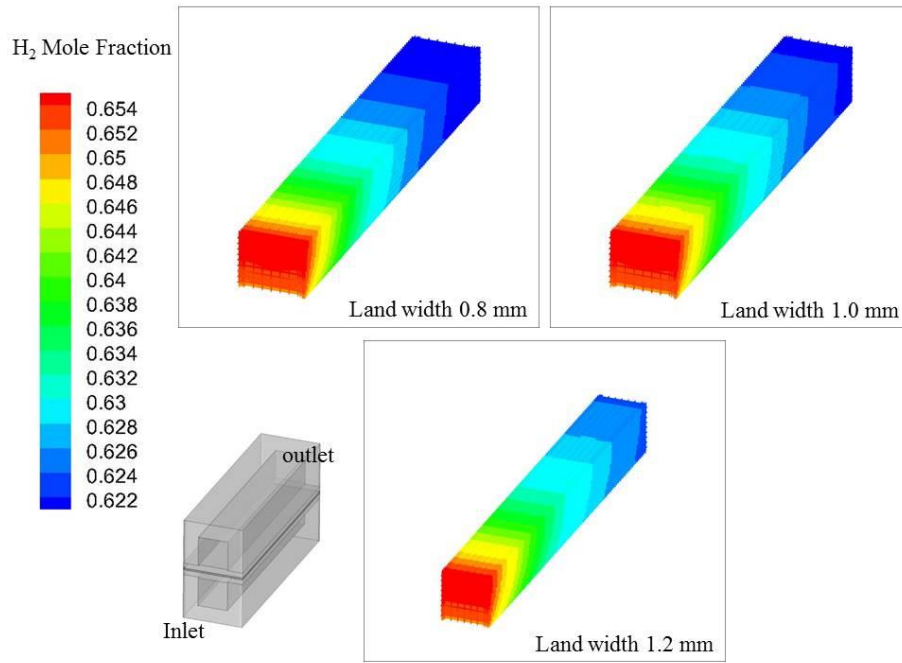 H₂ Mole Fraction
0.654
0.652
0.65
0.648
0.646
0.644
0.642
0.64
0.638
0.636
0.634
0.632
0.63
0.628
0.626
0.624
0.622
Land width 0.8 mm
Land width 1.0 mm
outlet
Inlet
Land width 1.2 mm